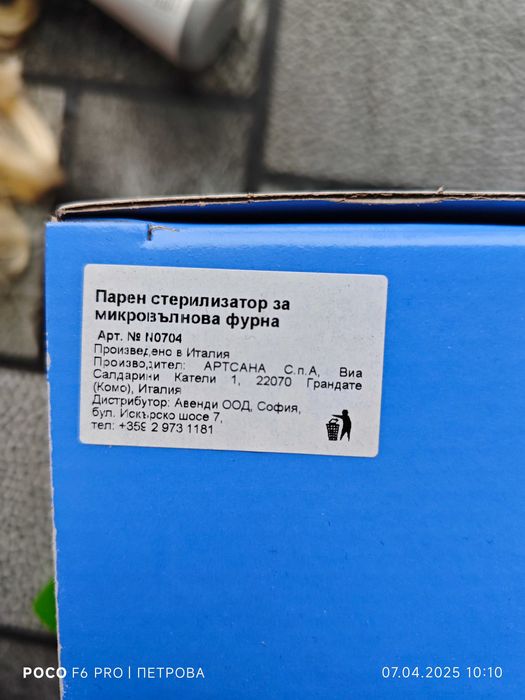 Парен стерилизатор за
микровълнова фурна
Арт. № N0704
Произведено в Италия
Производител: АРТСАНА С.п.А, Виа
Салдарини Катели 1, 22070 Грандате
(Комо), Италия
Дистрибутор: Авенди ООД, София,
бул. Искърско шосе 7,
тел: +359 2 973 1181
POCO F6 PRO | ПЕТРОВА
07.04.2025 10:10